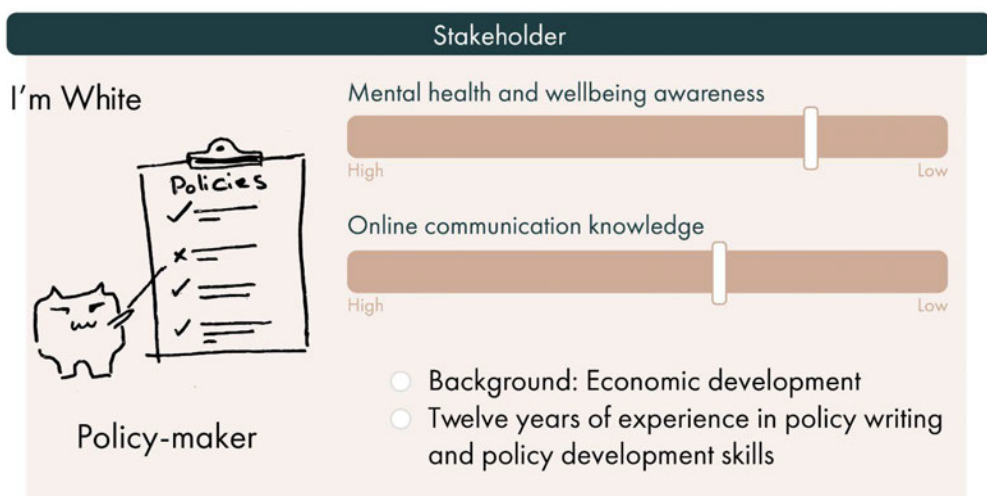 Stakeholder
I'm White
Policies
Policy-maker
Mental health and wellbeing awareness
High Low
Online communication knowledge
High Low
Background: Economic development
Twelve years of experience in policy writing
and policy development skills